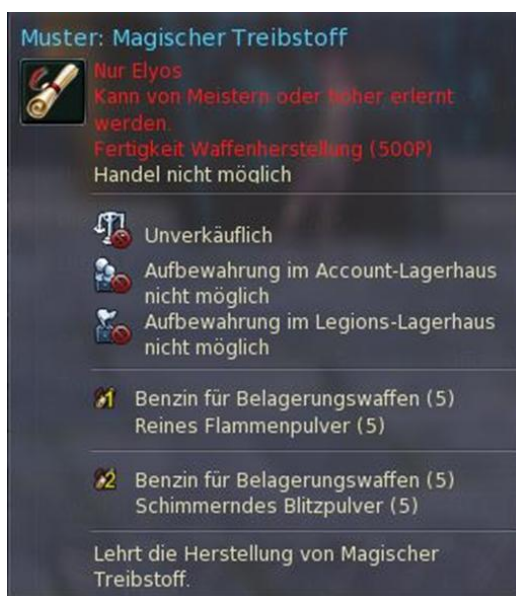 Muster: Magischer Treibstoff
Nur Elyos
Kann von Meistern oder höher erlernt
werden.
Fertigkeit Waffenherstellung (500P)
Handel nicht möglich
Unverkäuflich
Aufbewahrung im Account-Lagerhaus
nicht möglich
Aufbewahrung im Legions-Lagerhaus
nicht möglich
1 Benzin für Belagerungswaffen (5)
Reines Flammenpulver (5)
2 Benzin für Belagerungswaffen (5)
Schimmerndes Blitzpulver (5)
Lehrt die Herstellung von Magischer
Treibstoff.